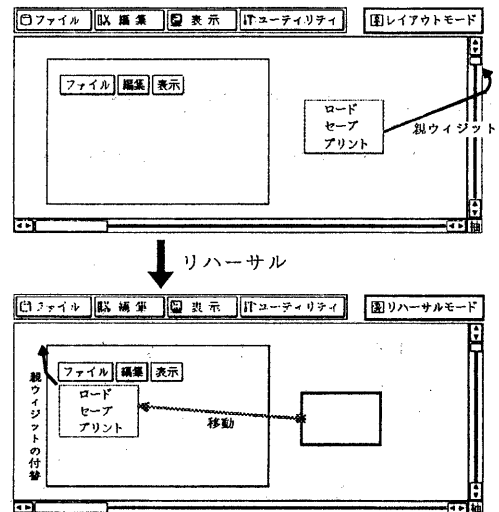 ファイル 編集 表示 ITユーティリティ レイアウトモード
ファイル 編集 表示
ロード
セーブ
プリント
親ウィジット
リハーサル
ファイル 編集 表示 ITユーティリティ リハーサルモード
ファイル 編集 表示
ロード
セーブ
プリント
移動
親ウィジットの付替